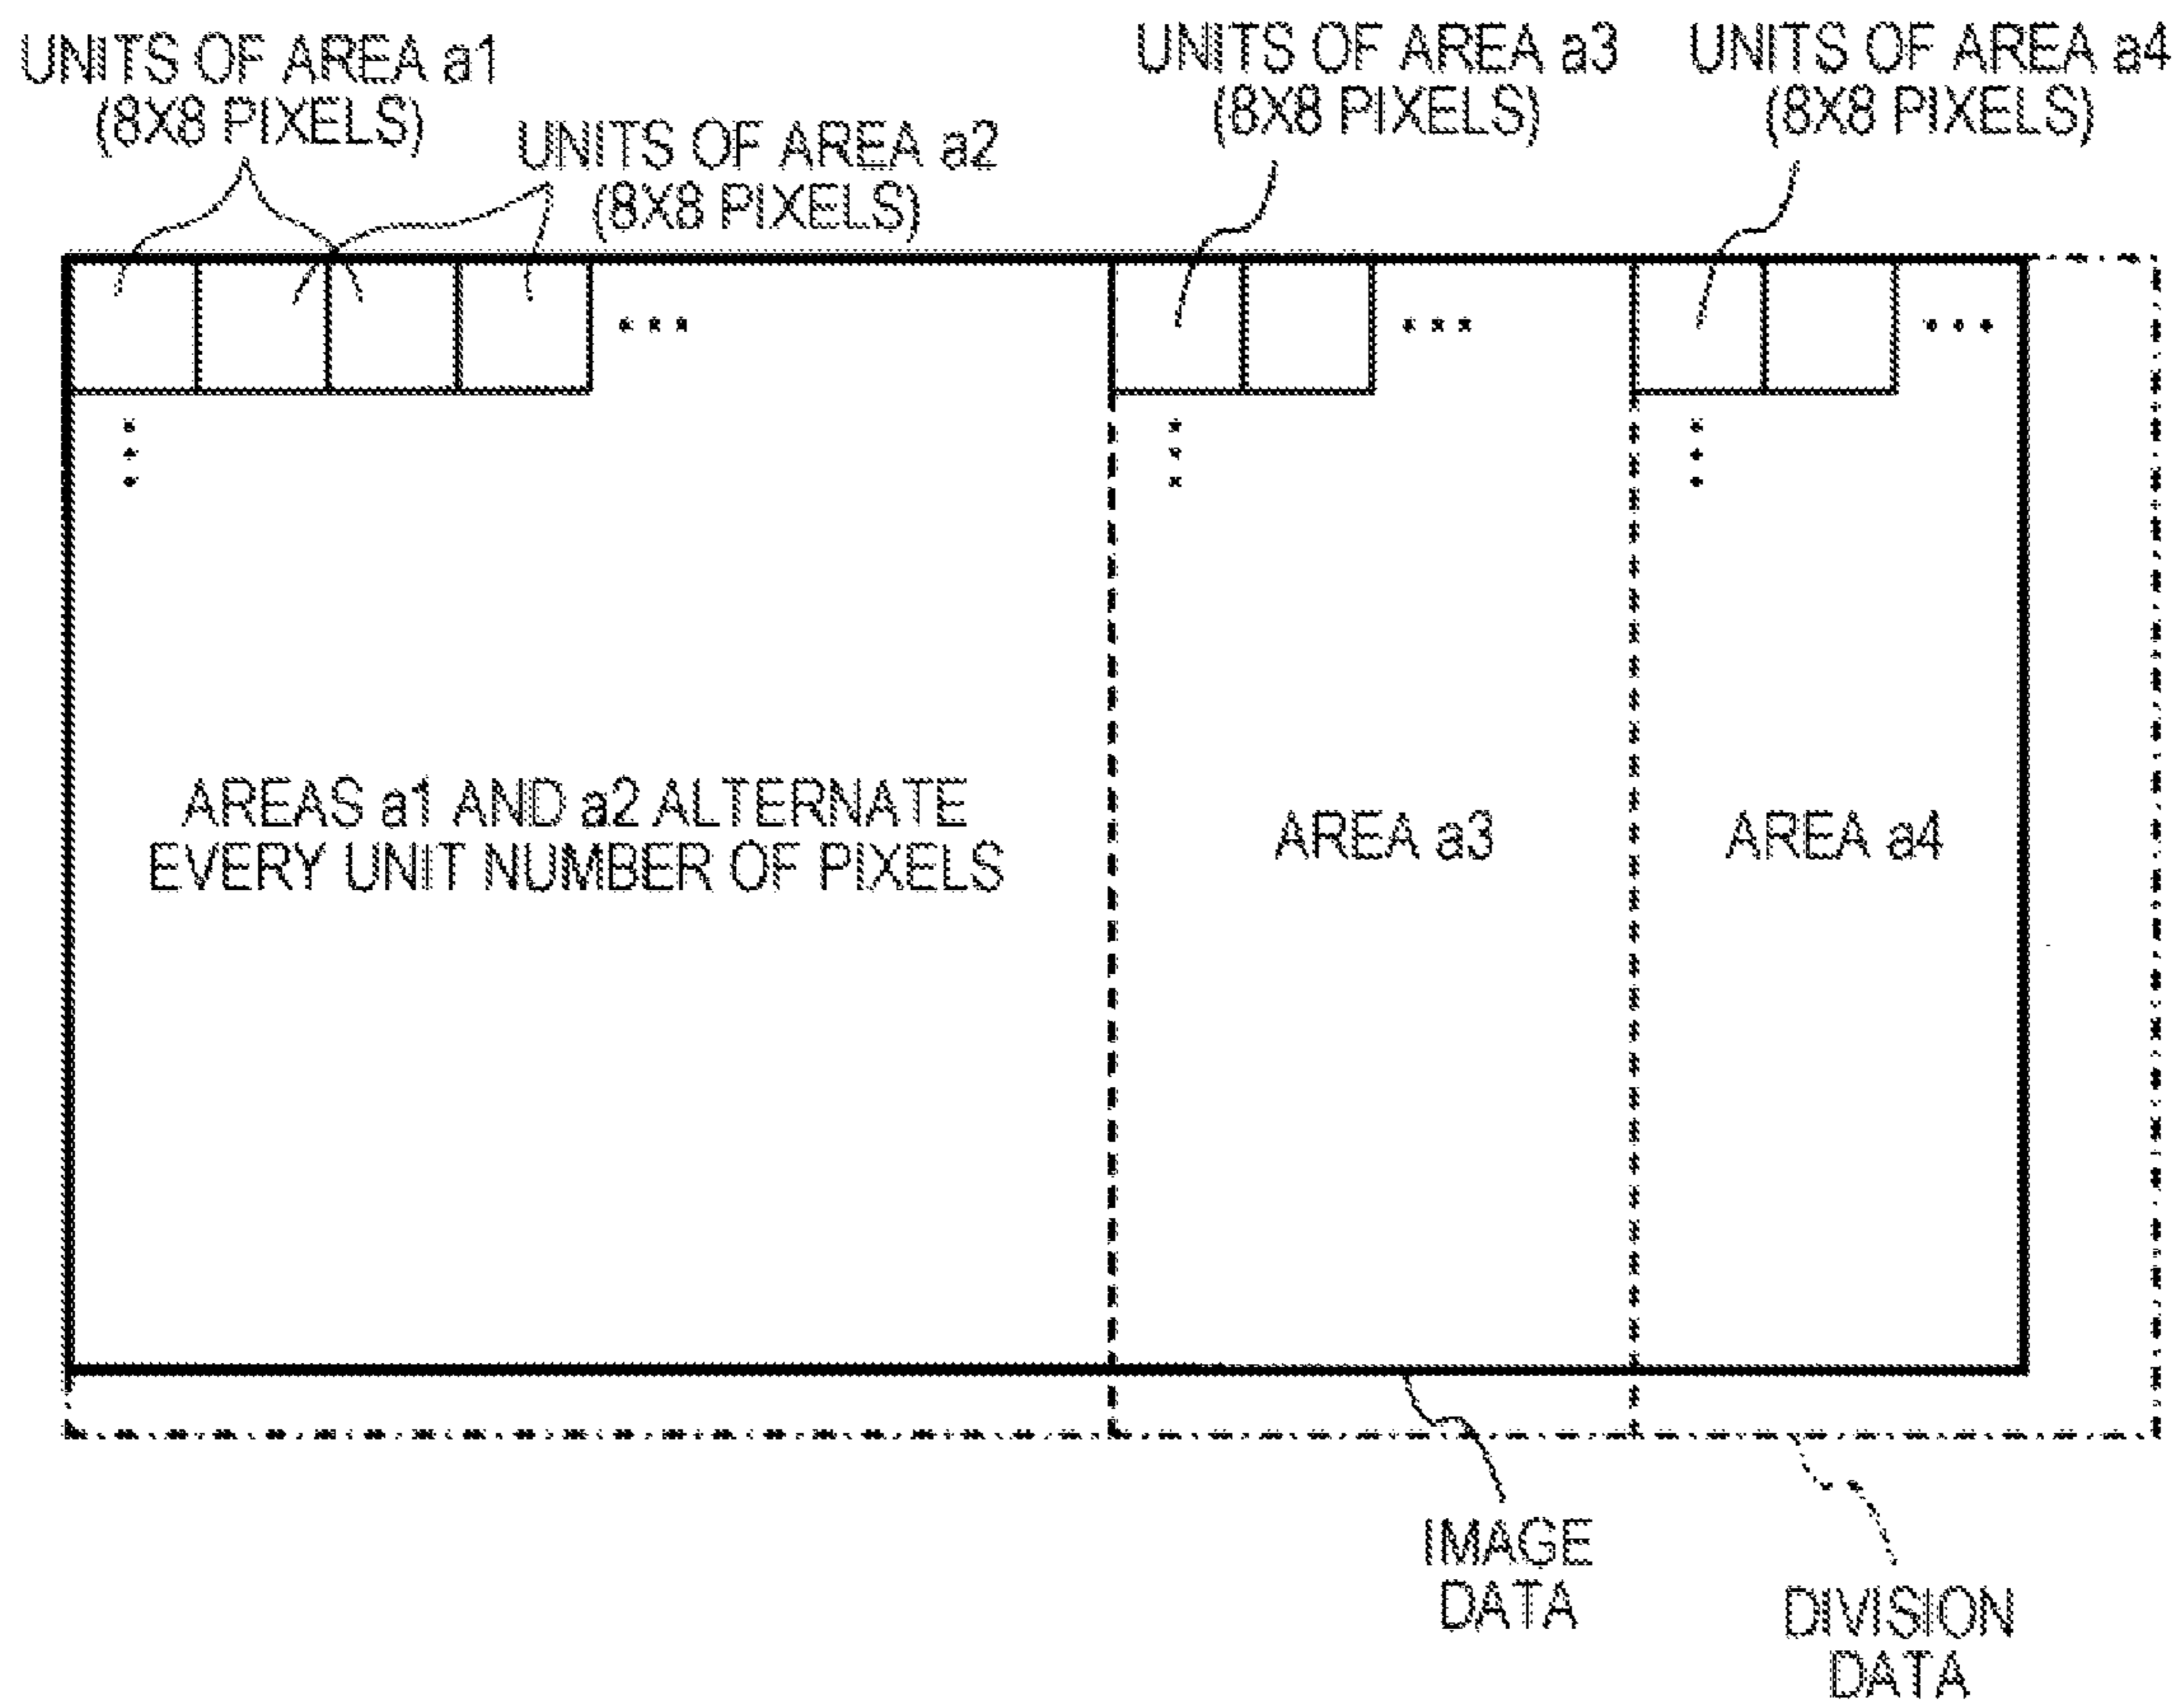 UNITS OF AREA a1
(8X8 PIXELS)
UNITS OF AREA a2
(8X8 PIXELS)
UNITS OF AREA a3
(8X8 PIXELS)
UNITS OF AREA a4
(8X8 PIXELS)
AREAS a1 AND a2 ALTERNATE
EVERY UNIT NUMBER OF PIXELS
AREA a3
AREA a4
IMAGE
DATA
DIVISION
DATA